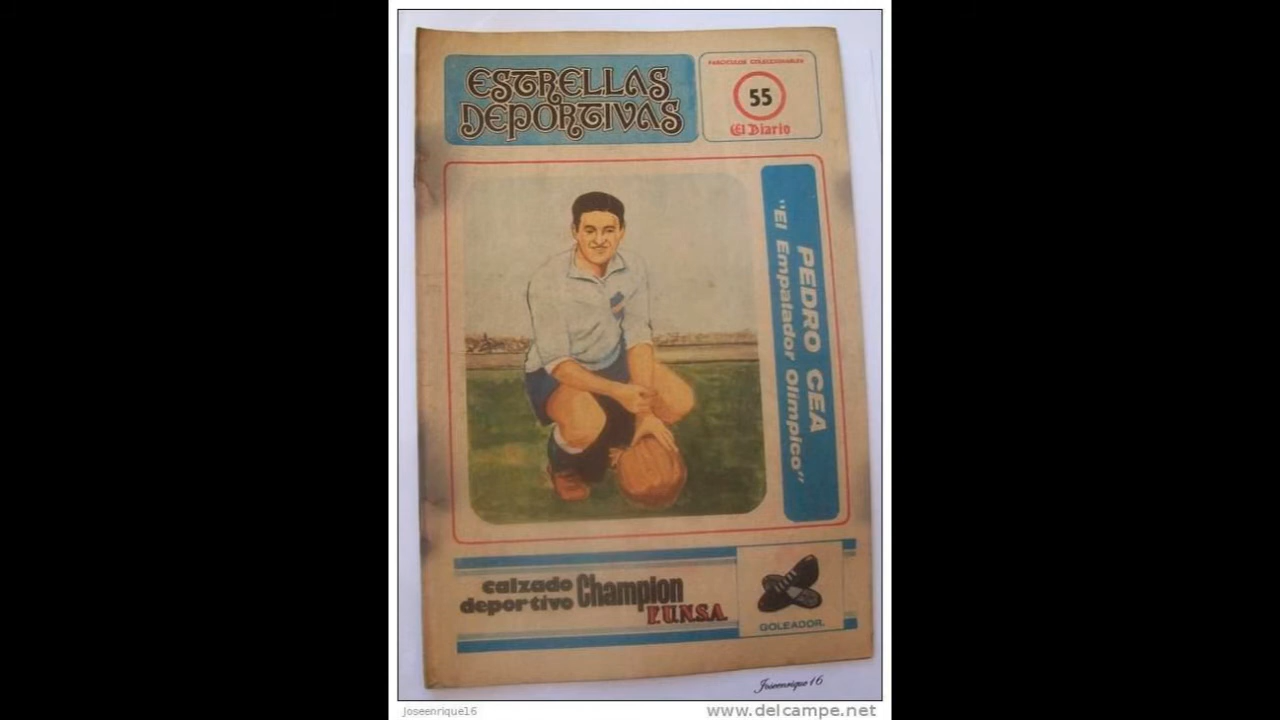 ESTRELLAS
DEPORTIVAS
FASCICULOS COLECCIONABLES
55
El Diario
PEDRO CEA
"El Empatador Olimpico"
calzado
deportivo Champion
F.U.N.S.A.
GOLEADOR.
Joseenrique16
joseenrique16
www.delcampe.net